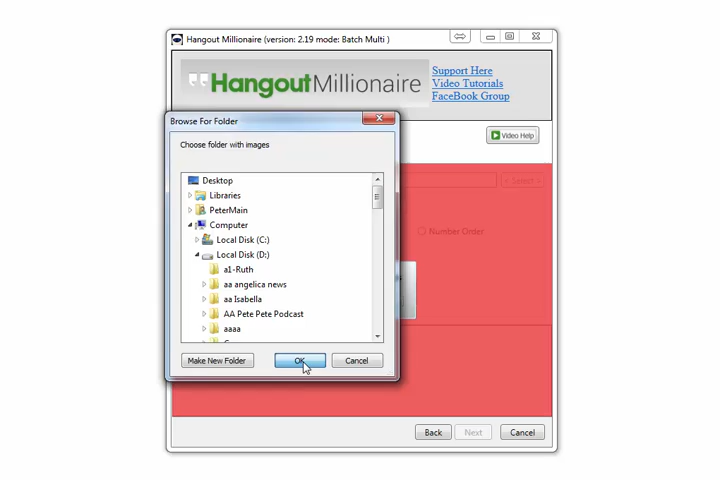 Hangout Millionaire (version: 2.19 mode: Batch Multi )
HangoutMillionaire
Support Here
Video Tutorials
FaceBook Group
Browse For Folder
Choose folder with images
Video Help
Desktop
Libraries
PeterMain
Computer
Local Disk (C:)
Local Disk (D:)
a1-Ruth
aa angelica news
aa Isabella
AA Pete Pete Podcast
aaaa
< Select >
Number Order
Make New Folder
OK
Cancel
Back
Next
Cancel